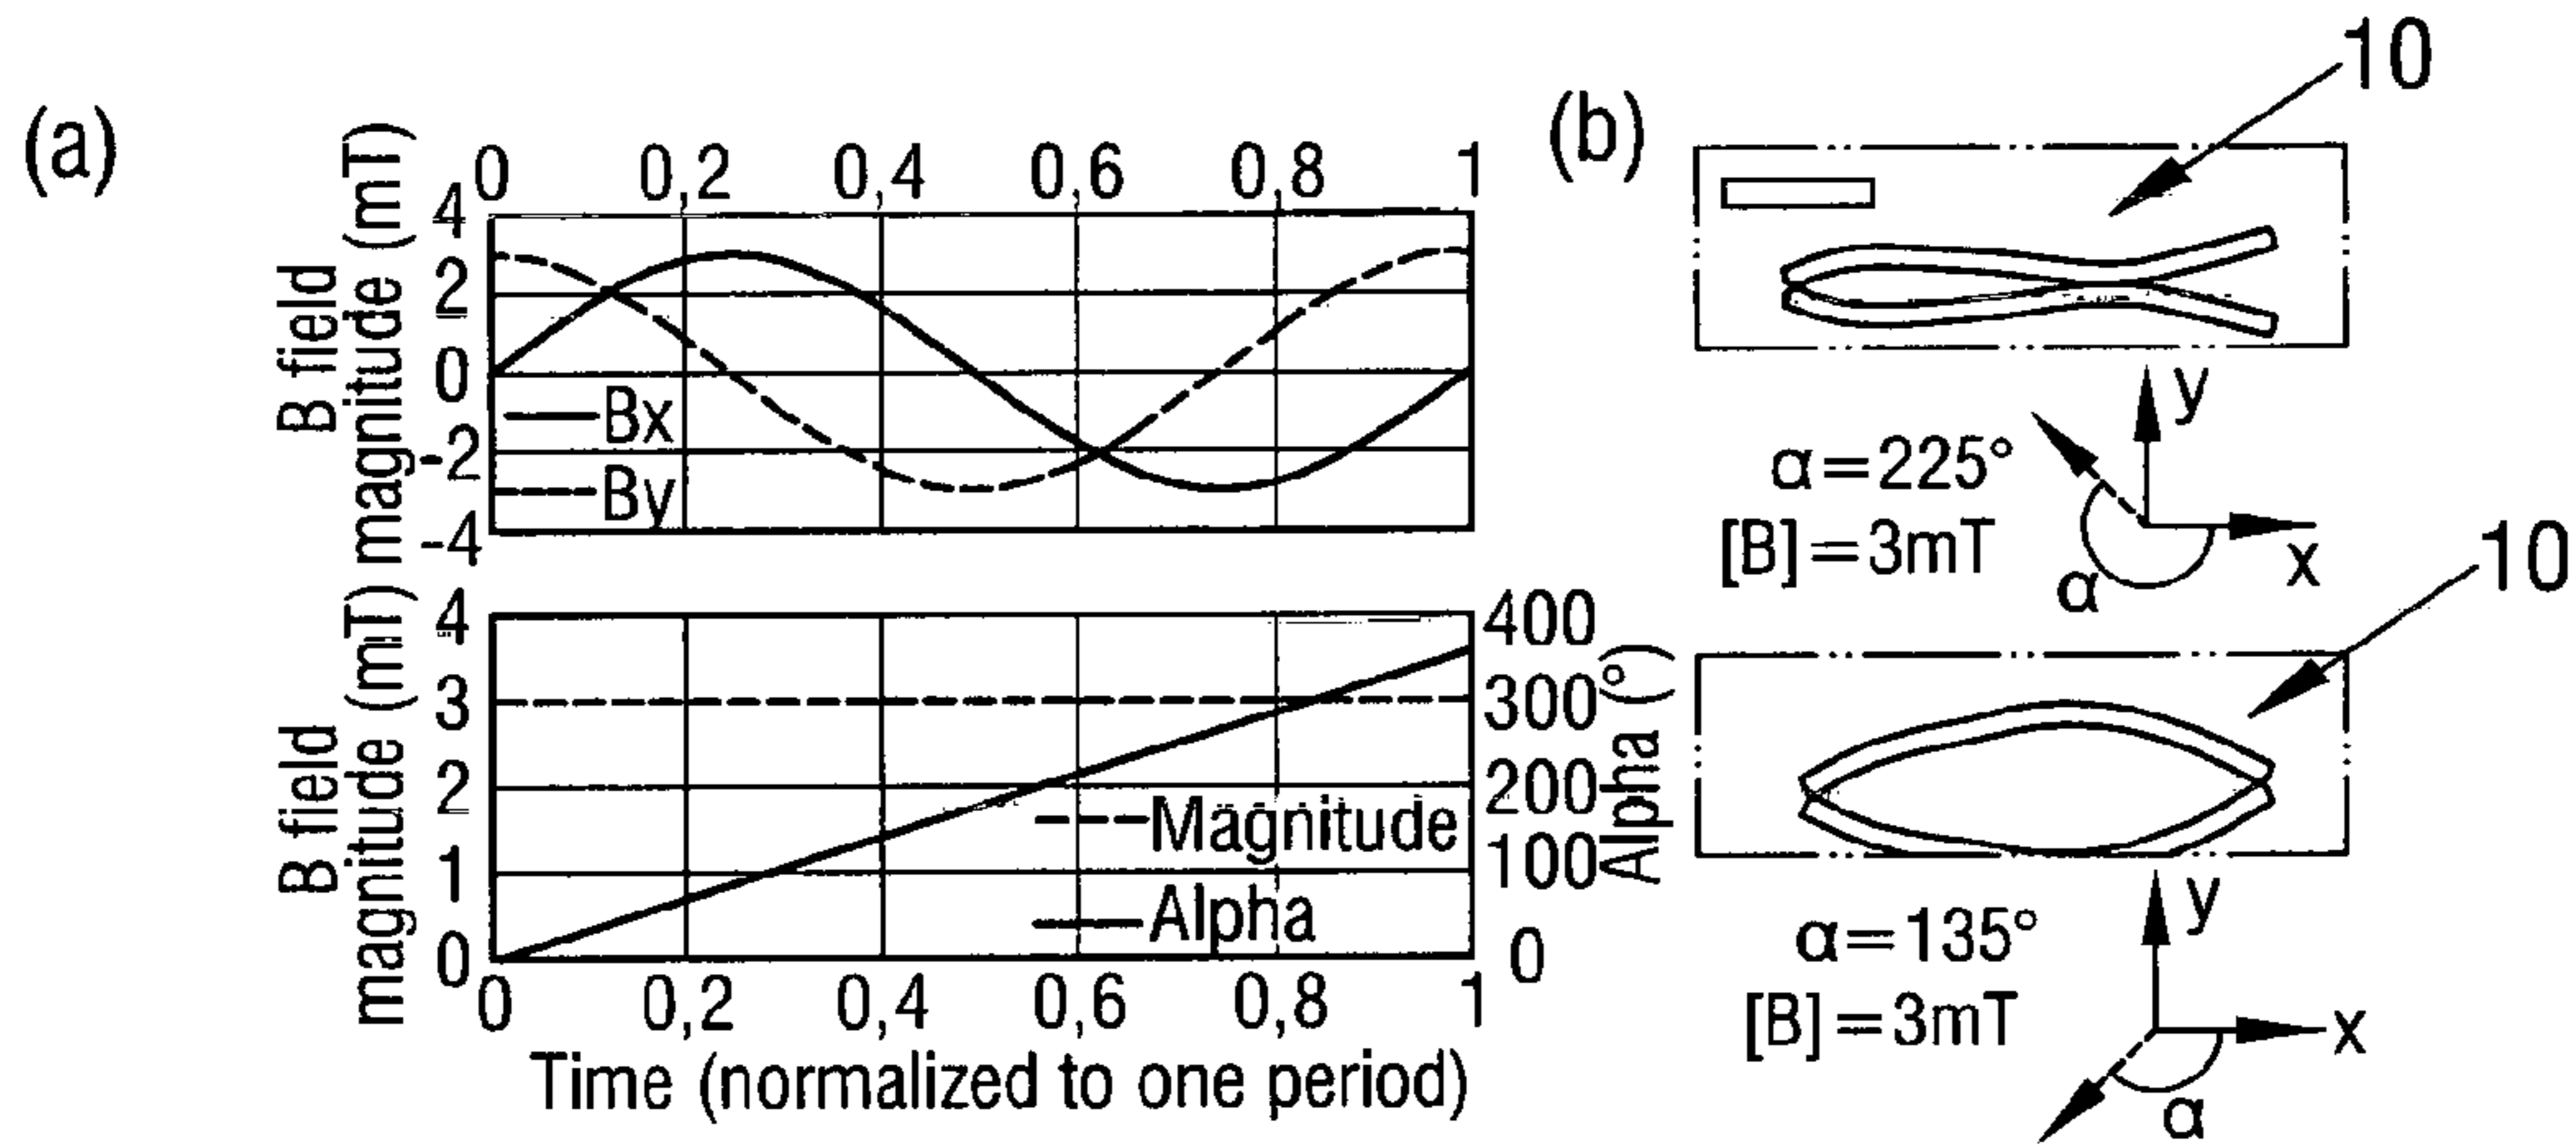 (a)
0 0,2 0,4 0,6 0,8 1
B field
magnitude (mT)
4
2
0
-2
-4
Bx
By
B field
magnitude (mT)
4
3
2
1
0
400
300
200
100
0
Alpha (°)
Magnitude
Alpha
0 0,2 0,4 0,6 0,8 1
Time (normalized to one period)
(b)
10
y
α=225°
[B]=3mT
x
α
10
y
α=135°
[B]=3mT
x
α